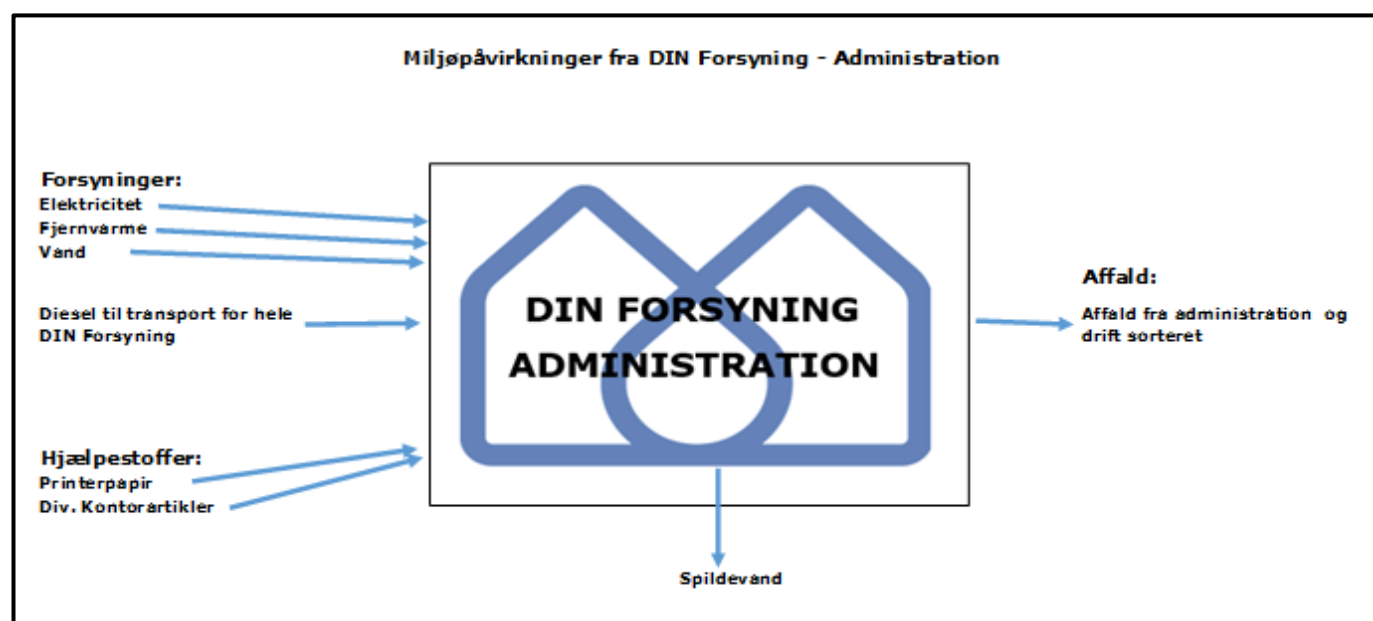 Miljøpåvirkninger fra DIN Forsyning - Administration
Forsyninger:
Elektricitet
Fjernvarme
Vand
Diesel til transport for hele
DIN Forsyning
Hjælpestoffer:
Printerpapir
Div. Kontorartikler
DIN FORSYNING
ADMINISTRATION
Affald:
Affald fra administration og
drift sorteret
Spildevand